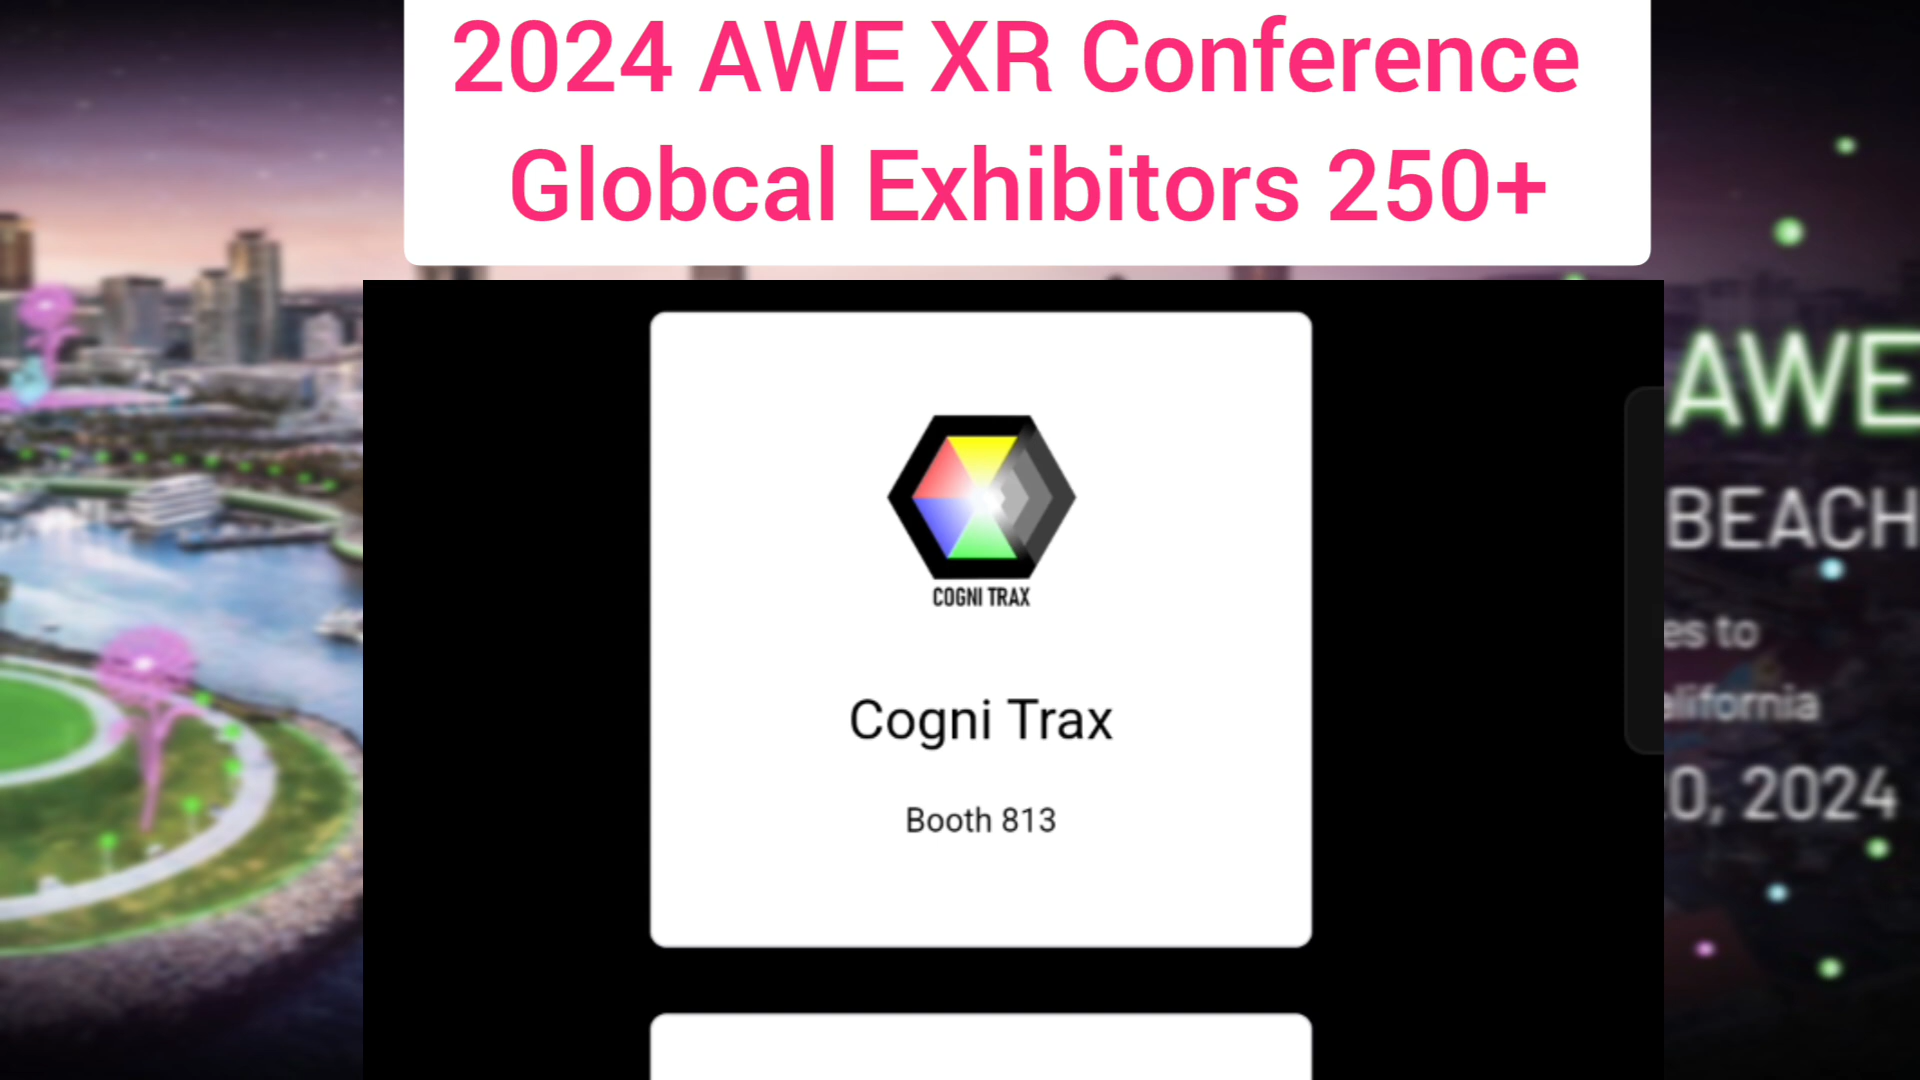 2024 AWE XR Conference
Globcal Exhibitors 250+
AWE
BEACH
COGNI TRAX
es to
Cogni Trax
lifornia
0, 2024
Booth 813